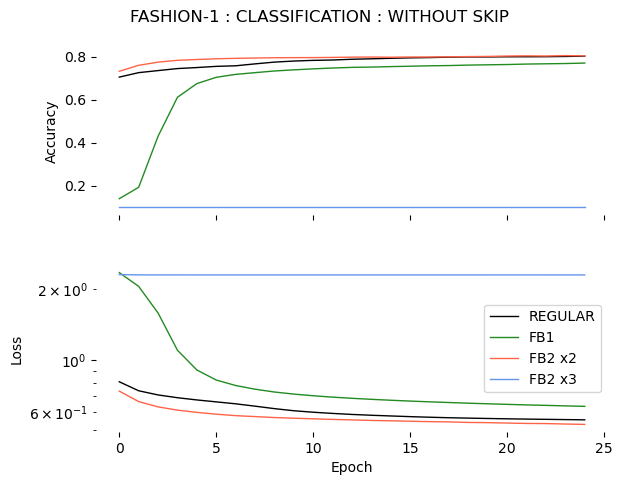 FASHION-1 : CLASSIFICATION : WITHOUT SKIP
0.8
0.6
0.4
0.2
Accuracy
2 × 10⁰
10⁰
6 × 10⁻¹
Loss
REGULAR
FB1
FB2 x2
FB2 x3
0 5 10 15 20 25
Epoch